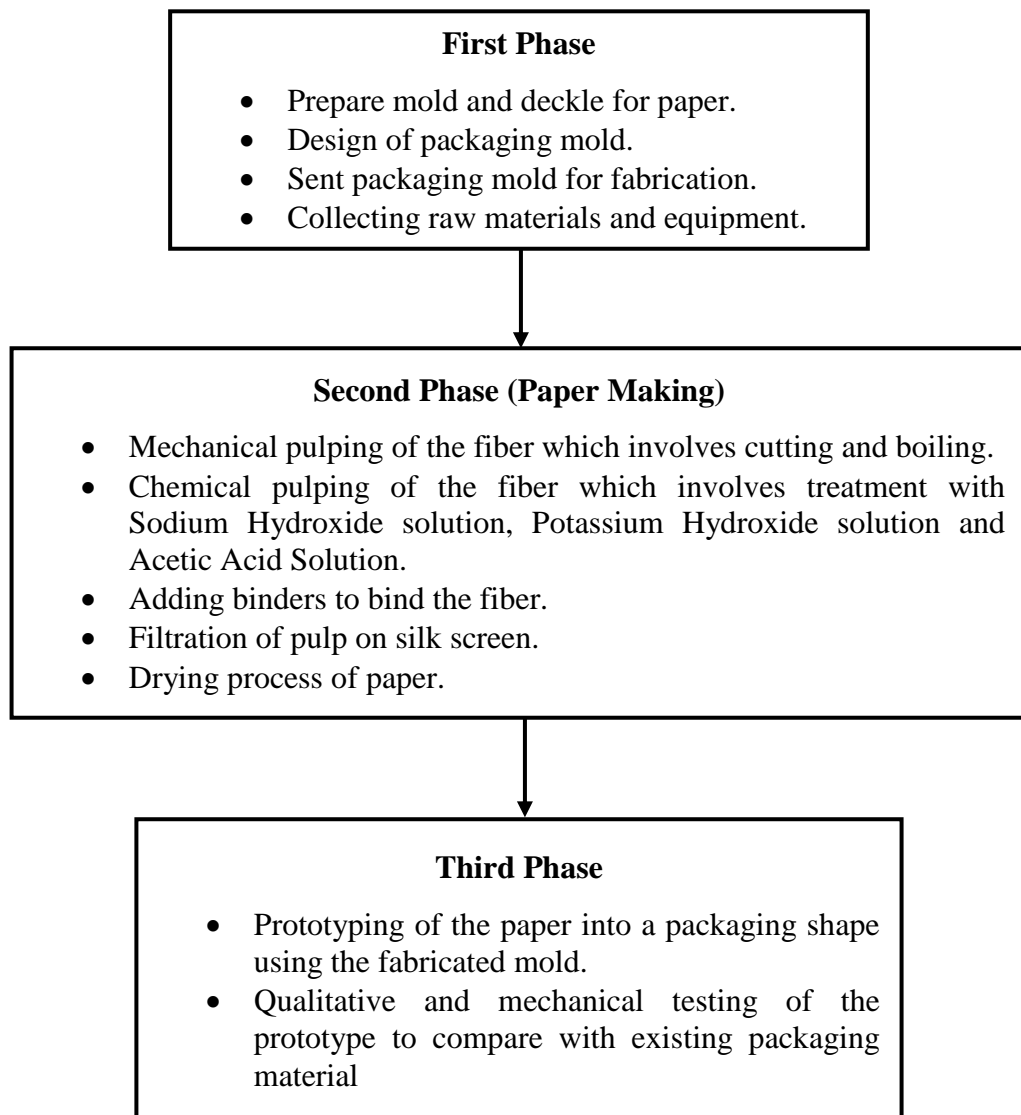 First Phase
• Prepare mold and deckle for paper.
• Design of packaging mold.
• Sent packaging mold for fabrication.
• Collecting raw materials and equipment.
Second Phase (Paper Making)
• Mechanical pulping of the fiber which involves cutting and boiling.
• Chemical pulping of the fiber which involves treatment with
Sodium Hydroxide solution, Potassium Hydroxide solution and
Acetic Acid Solution.
• Adding binders to bind the fiber.
• Filtration of pulp on silk screen.
• Drying process of paper.
Third Phase
• Prototyping of the paper into a packaging shape
using the fabricated mold.
• Qualitative and mechanical testing of the
prototype to compare with existing packaging
material